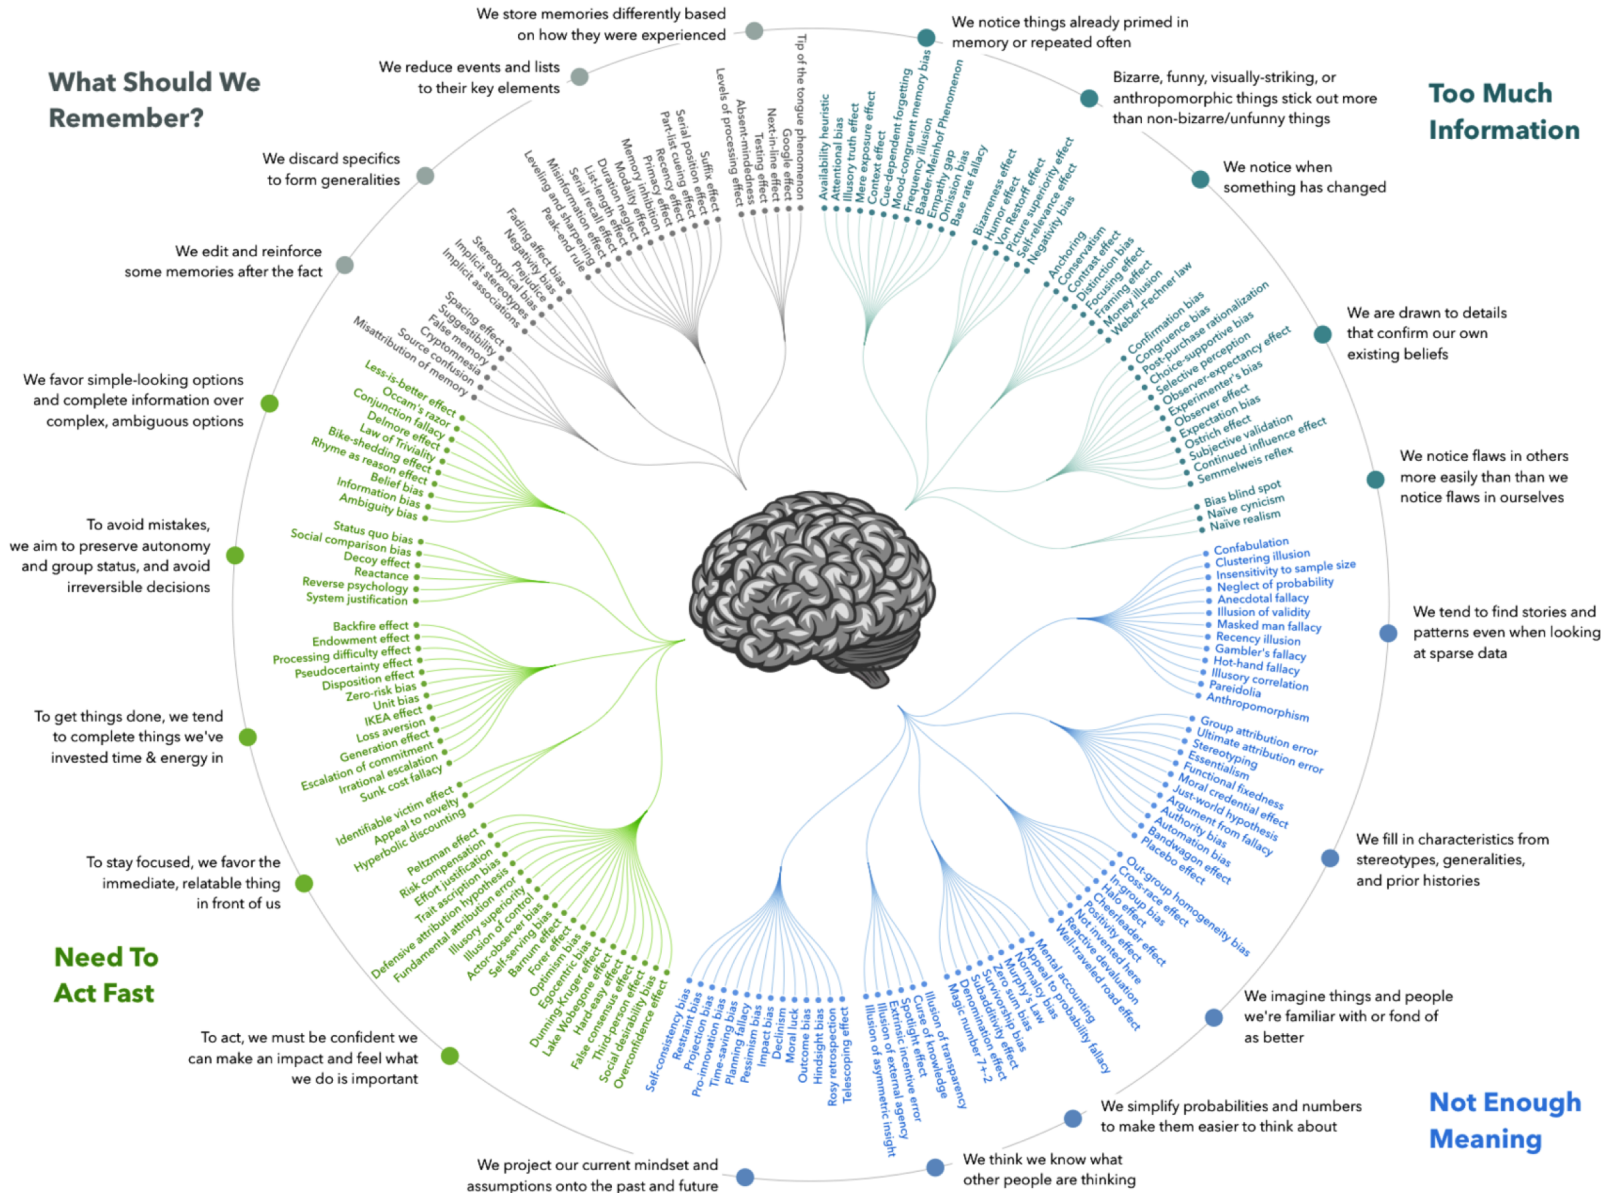 What Should We
Remember?
We store memories differently based
on how they were experienced
We reduce events and lists
to their key elements
We discard specifics
to form generalities
We edit and reinforce
some memories after the fact
Tip of the tongue phenomenon
Google effect
Next-in-line effect
Testing effect
Absent-mindedness
Levels of processing effect
Suffix effect
Serial position effect
Part-list cueing effect
Recency effect
Primacy effect
Memory inhibition
Modality effect
Duration neglect
List-length effect
Serial recall effect
Misinformation effect
Leveling and sharpening
Peak-end rule
Fading affect bias
Negativity bias
Prejudice
Stereotypical bias
Implicit stereotypes
Implicit associations
Spacing effect
Suggestibility
False memory
Cryptomnesia
Source confusion
Misattribution of memory
Too Much
Information
We notice things already primed in
memory or repeated often
Bizarre, funny, visually-striking, or
anthropomorphic things stick out more
than non-bizarre/unfunny things
We notice when
something has changed
We are drawn to details
that confirm our own
existing beliefs
We notice flaws in others
more easily than than we
notice flaws in ourselves
Availability heuristic
Attentional bias
Illusory truth effect
Mere exposure effect
Context effect
Cue-dependent forgetting
Mood-congruent memory bias
Frequency illusion
Baader-Meinhof Phenomenon
Empathy gap
Omission bias
Base rate fallacy
Bizarreness effect
Humor effect
Von Restorff effect
Picture superiority effect
Self-relevance effect
Negativity bias
Anchoring
Conservatism
Contrast effect
Distinction bias
Focusing effect
Framing effect
Money illusion
Weber-Fechner law
Confirmation bias
Congruence bias
Post-purchase rationalization
Choice-supportive bias
Selective perception
Observer-expectancy effect
Experimenter's bias
Observer effect
Expectation bias
Ostrich effect
Subjective validation
Continued influence effect
Semmelweis reflex
Bias blind spot
Naïve cynicism
Naïve realism
Not Enough
Meaning
We tend to find stories and
patterns even when looking
at sparse data
We fill in characteristics from
stereotypes, generalities,
and prior histories
We imagine things and people
we're familiar with or fond of
as better
We simplify probabilities and numbers
to make them easier to think about
We think we know what
other people are thinking
We project our current mindset and
assumptions onto the past and future
Confabulation
Clustering illusion
Insensitivity to sample size
Neglect of probability
Anecdotal fallacy
Illusion of validity
Masked man fallacy
Recency illusion
Gambler's fallacy
Hot-hand fallacy
Illusory correlation
Pareidolia
Anthropomorphism
Group attribution error
Ultimate attribution error
Stereotyping
Essentialism
Functional fixedness
Moral credential effect
Just-world hypothesis
Argument from fallacy
Authority bias
Automation bias
Bandwagon effect
Placebo effect
Out-group homogeneity bias
Cross-race effect
In-group bias
Halo effect
Cheerleader effect
Positivity effect
Not invented here
Reactive devaluation
Well-traveled road effect
Mental accounting
Appeal to probability fallacy
Normalcy bias
Murphy's Law
Zero sum bias
Survivorship bias
Subadditivity effect
Denomination effect
Magic number 7+-2
Illusion of transparency
Curse of knowledge
Spotlight effect
Extrinsic incentive error
Illusion of external agency
Illusion of asymmetric insight
Telescoping effect
Rosy retrospection
Hindsight bias
Outcome bias
Moral luck
Declinism
Impact bias
Pessimism bias
Planning fallacy
Time-saving bias
Pro-innovation bias
Projection bias
Restraint bias
Self-consistency bias
Need To
Act Fast
We favor simple-looking options
and complete information over
complex, ambiguous options
To avoid mistakes,
we aim to preserve autonomy
and group status, and avoid
irreversible decisions
To get things done, we tend
to complete things we've
invested time & energy in
To stay focused, we favor the
immediate, relatable thing
in front of us
To act, we must be confident we
can make an impact and feel what
we do is important
Less-is-better effect
Occam's razor
Conjunction fallacy
Delmore effect
Law of Triviality
Bike-shedding effect
Rhyme as reason effect
Belief bias
Information bias
Ambiguity bias
Status quo bias
Social comparison bias
Decoy effect
Reactance
Reverse psychology
System justification
Backfire effect
Endowment effect
Processing difficulty effect
Pseudocertainty effect
Disposition effect
Zero-risk bias
Unit bias
IKEA effect
Loss aversion
Generation effect
Escalation of commitment
Irrational escalation
Sunk cost fallacy
Identifiable victim effect
Appeal to novelty
Hyperbolic discounting
Peltzman effect
Risk compensation
Effort justification
Trait ascription bias
Defensive attribution hypothesis
Fundamental attribution error
Illusory superiority
Illusion of control
Actor-observer bias
Self-serving bias
Barnum effect
Forer effect
Optimism bias
Egocentric bias
Dunning-Kruger effect
Lake Wobegone effect
Hard-easy effect
False consensus effect
Third-person effect
Social desirability bias
Overconfidence effect